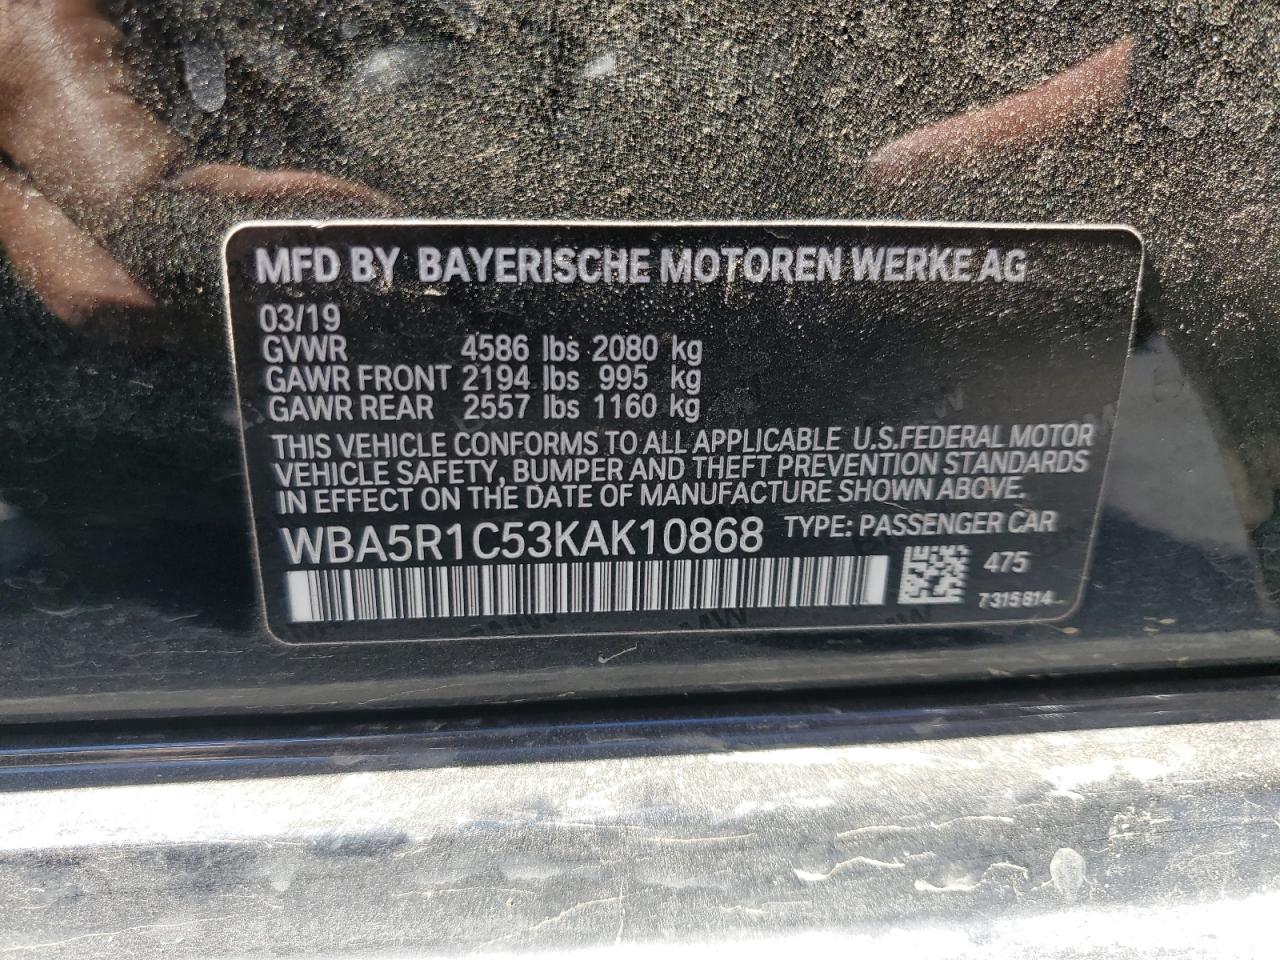 MFD BY BAYERISCHE MOTOREN WERKE AG
03/19
GVWR 4586 lbs 2080 kg
GAWR FRONT 2194 lbs 995 kg
GAWR REAR 2557 lbs 1160 kg
THIS VEHICLE CONFORMS TO ALL APPLICABLE U.S.FEDERAL MOTOR
VEHICLE SAFETY, BUMPER AND THEFT PREVENTION STANDARDS
IN EFFECT ON THE DATE OF MANUFACTURE SHOWN ABOVE.
WBA5R1C53KAK10868 TYPE: PASSENGER CAR
475
7315814